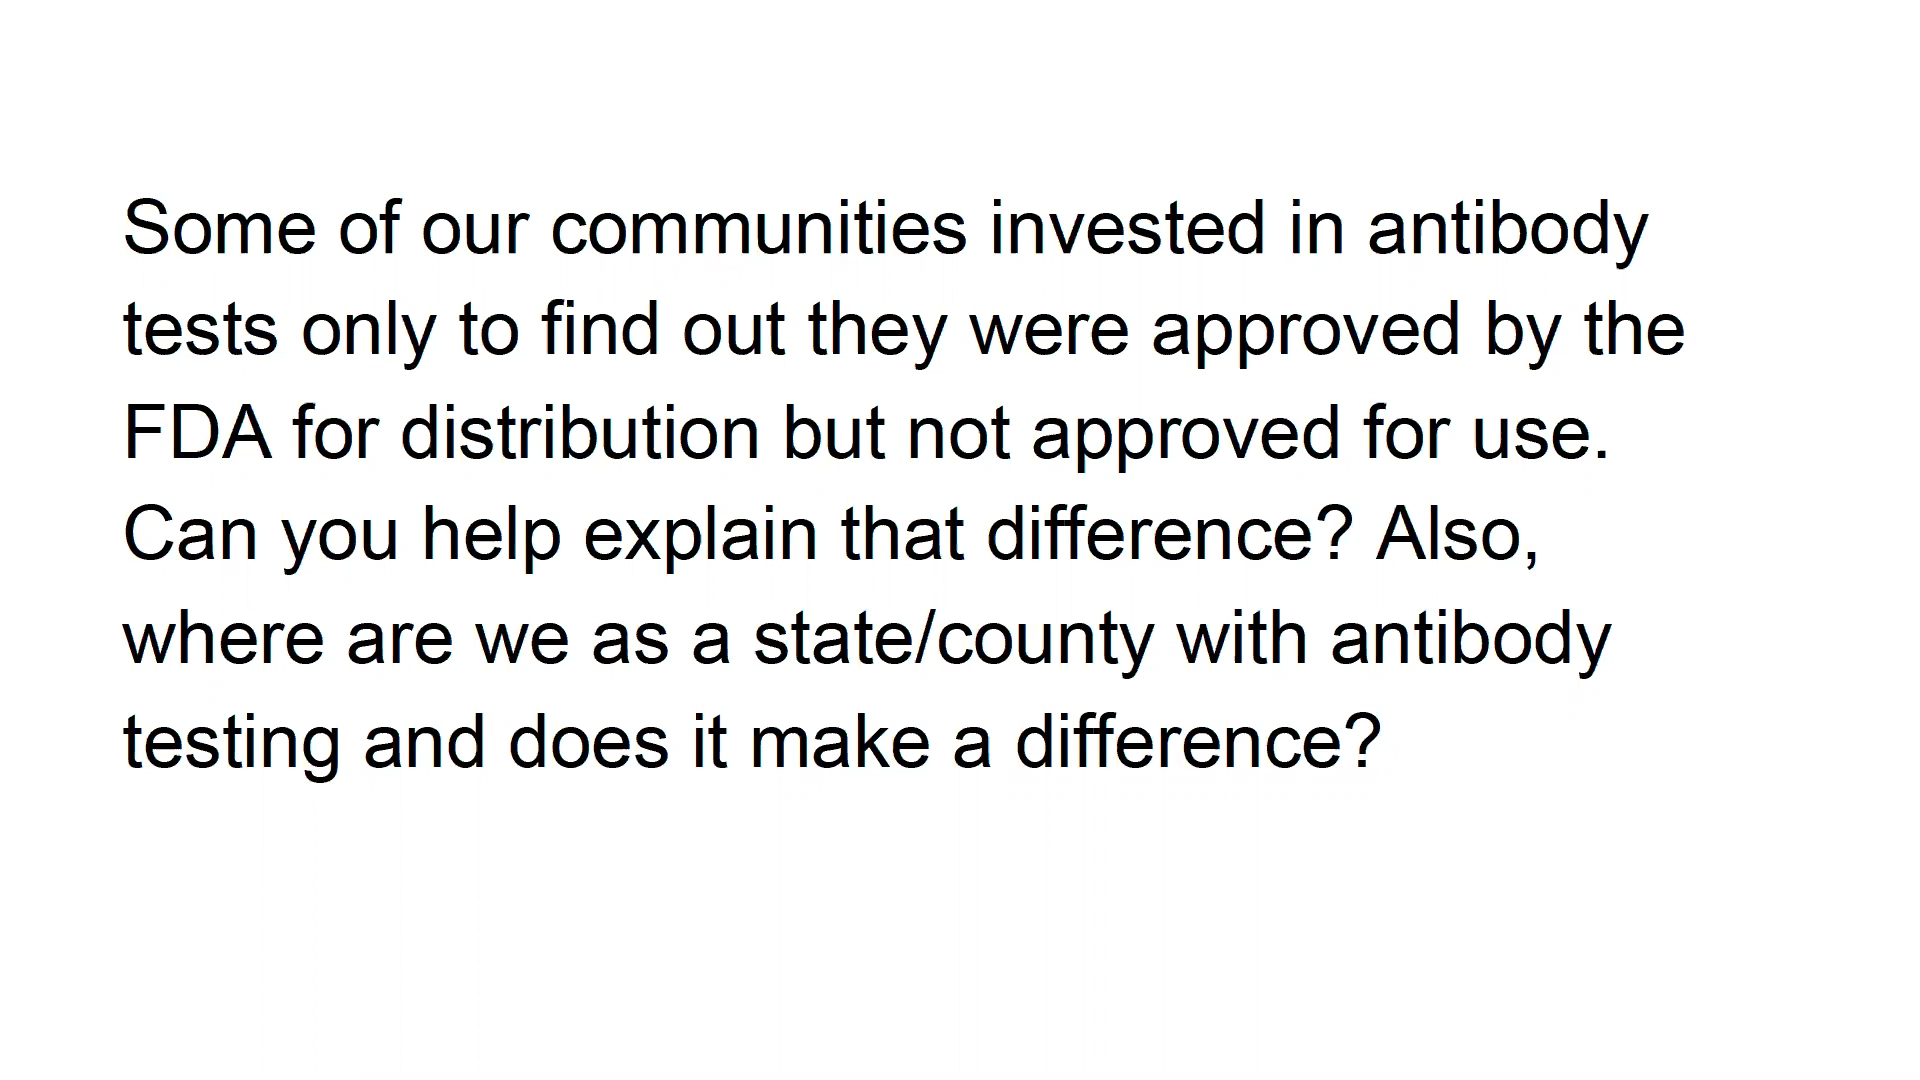 Some of our communities invested in antibody
tests only to find out they were approved by the
FDA for distribution but not approved for use.
Can you help explain that difference? Also,
where are we as a state/county with antibody
testing and does it make a difference?